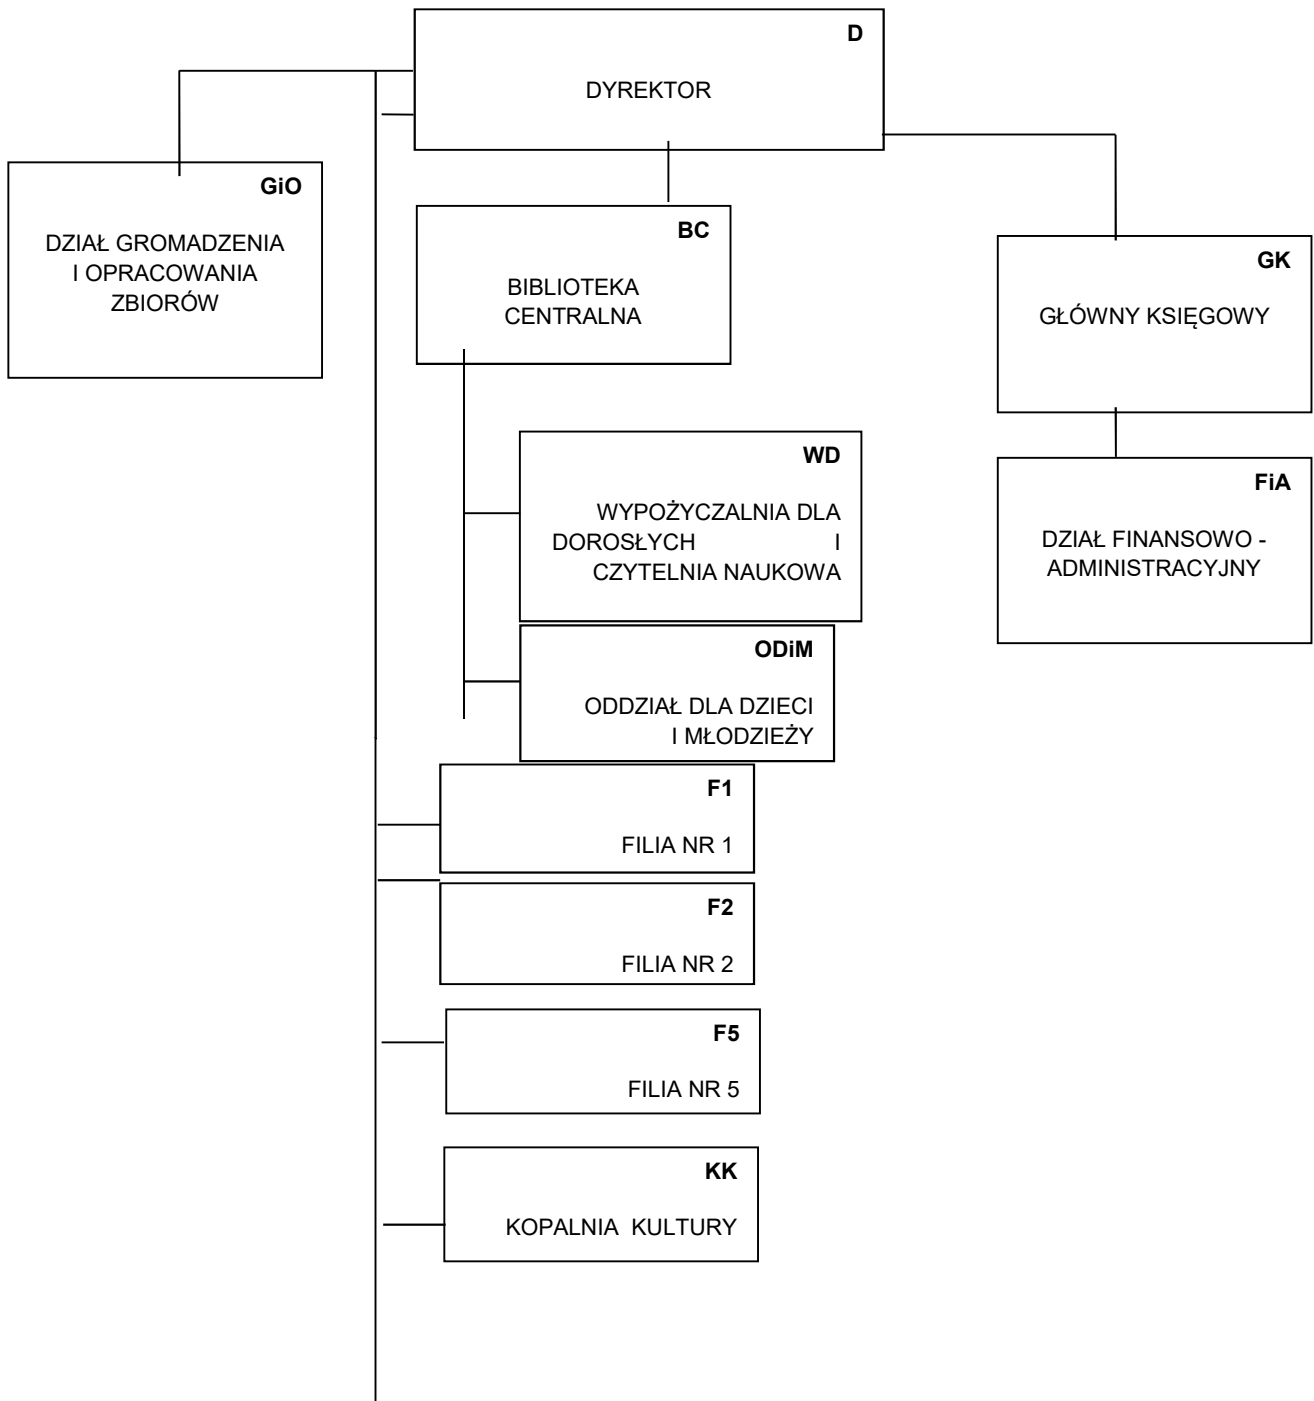 D
DYREKTOR
GiO
DZIAŁ GROMADZENIA
I OPRACOWANIA
ZBIORÓW
BC
BIBLIOTEKA
CENTRALNA
GK
GŁÓWNY KSIĘGOWY
WD
WYPOŻYCZALNIA DLA
DOROSŁYCH I
CZYTELNIA NAUKOWA
FiA
DZIAŁ FINANSOWO -
ADMINISTRACYJNY
ODiM
ODDZIAŁ DLA DZIECI
I MŁODZIEŻY
F1
FILIA NR 1
F2
FILIA NR 2
F5
FILIA NR 5
KK
KOPALNIA KULTURY